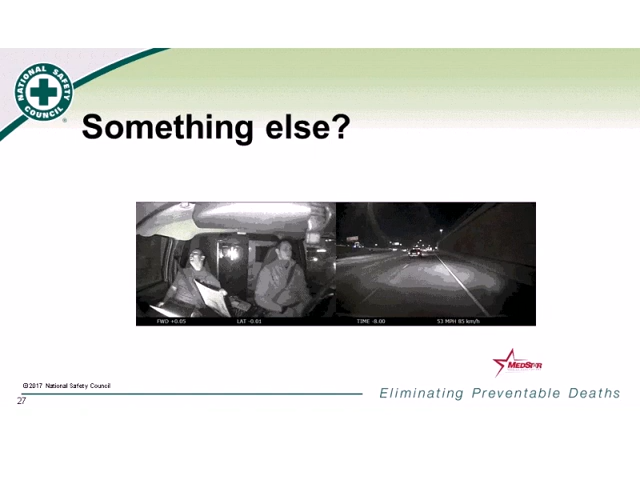 NATIONAL SAFETY COUNCIL
®
Something else?
FWD +0.05 LAT -0.01 TIME -8.00 53 MPH 85 km/h
MEDSTAR
©2017 National Safety Council
Eliminating Preventable Deaths
27